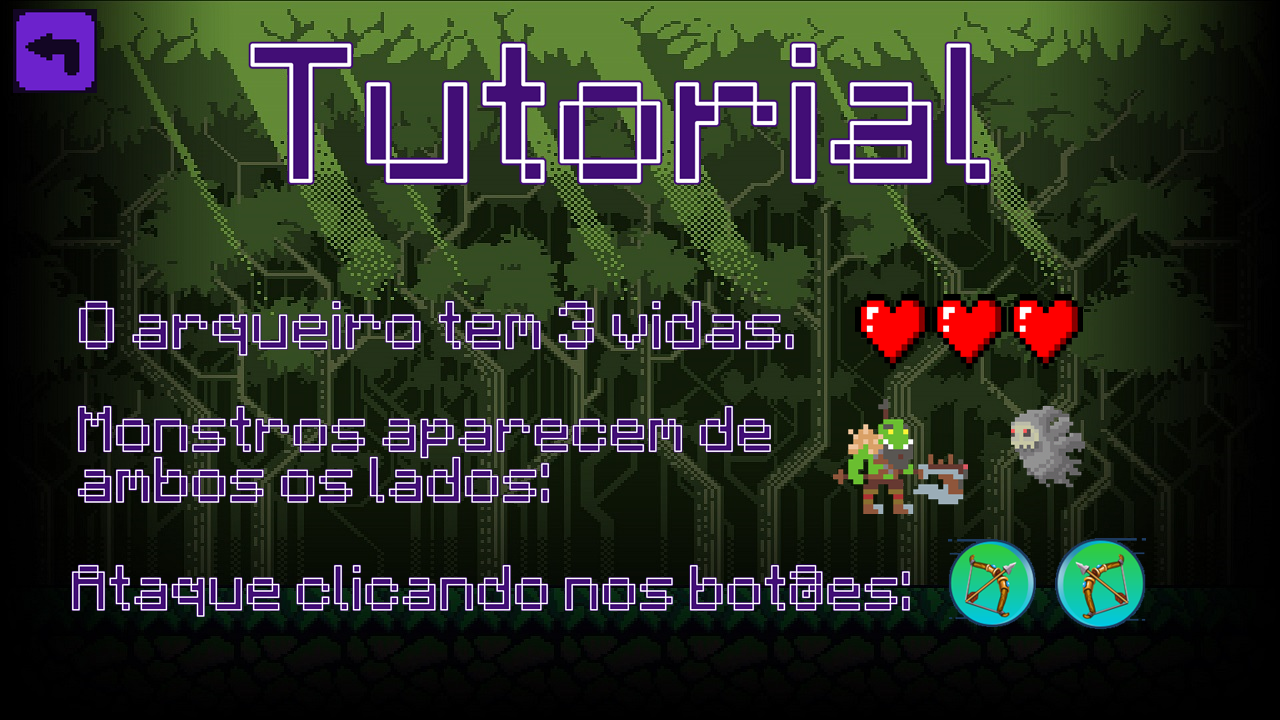 Tutorial
O arqueiro tem 3 vidas.
Monstros aparecem de
ambos os lados:
Ataque clicando nos botões: